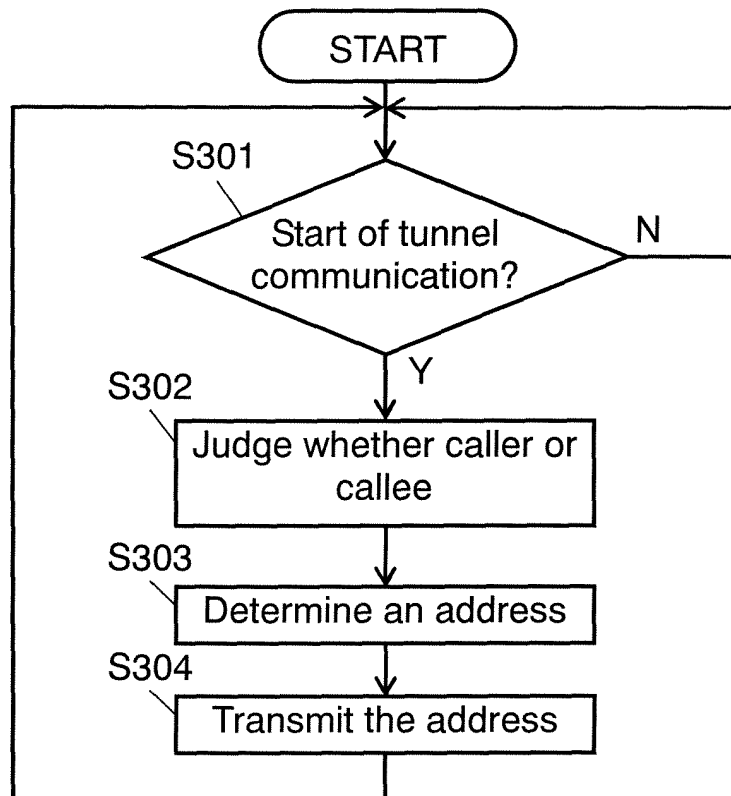 START
S301
Start of tunnel
communication?
N
Y
S302
Judge whether caller or
callee
S303
Determine an address
S304
Transmit the address